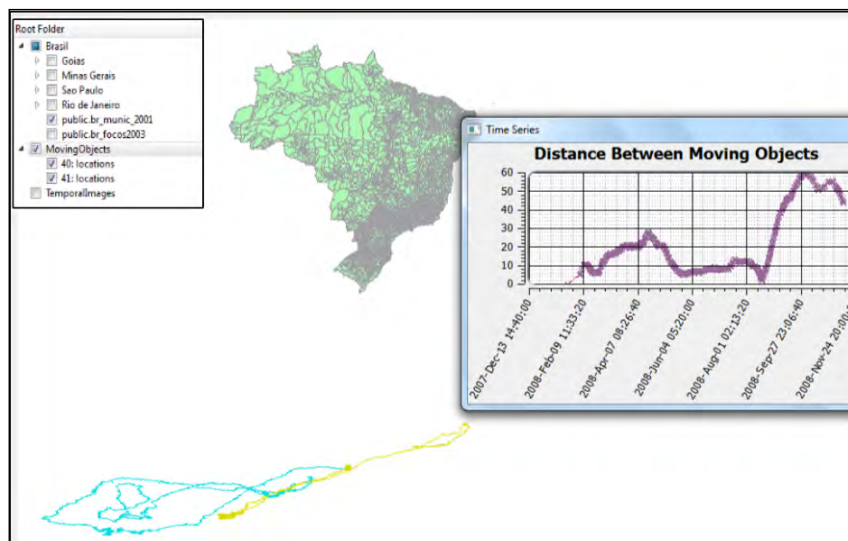 Root Folder
Brasil
Goias
Minas Gerais
Sao Paulo
Rio de Janeiro
public.br_munic_2001
public.br_focos2003
MovingObjects
40: locations
41: locations
TemporalImages
Time Series
Distance Between Moving Objects
60
50
40
30
20
10
0
2007-Dec-13 14:40:00
2008-Feb-09 11:33:20
2008-Apr-07 08:26:40
2008-Jun-04 05:20:00
2008-Aug-01 02:13:20
2008-Sep-27 23:06:40
2008-Nov-24 20:00: